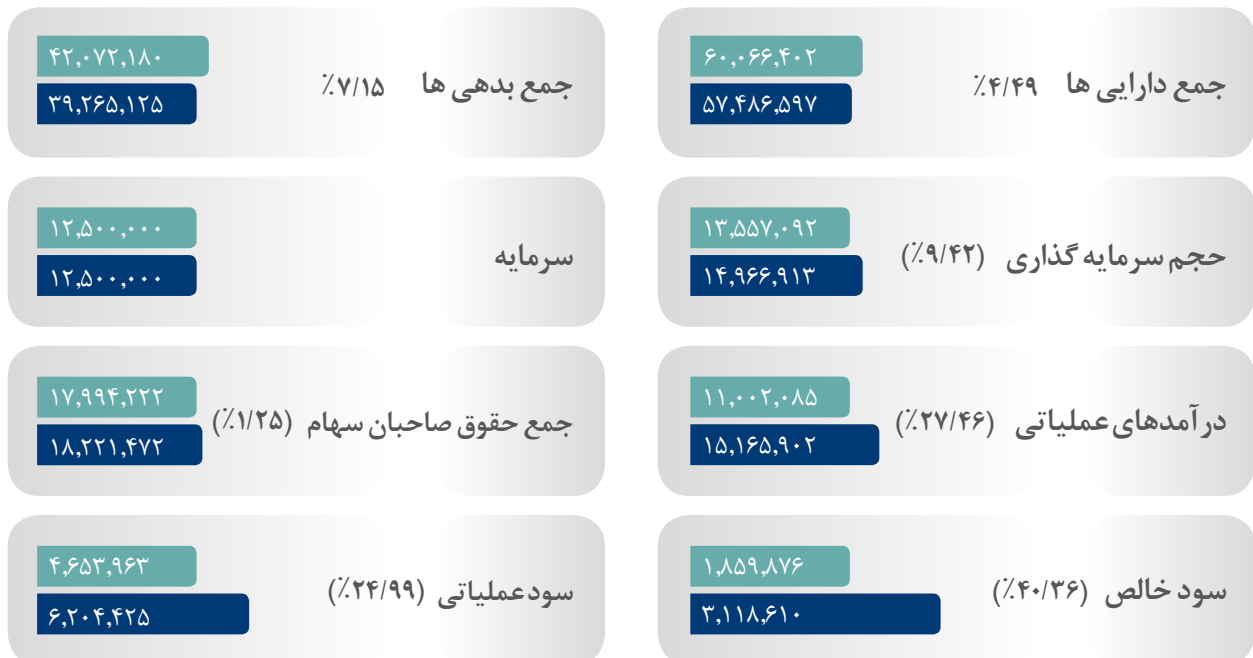 جمع دارایی ها ٪۴/۴۹
۶۰,۰۶۶,۴۰۲
۵۷,۴۸۶,۵۹۷
جمع بدهی ها ٪۷/۱۵
۴۲,۰۷۲,۱۸۰
۳۹,۲۶۵,۱۲۵
حجم سرمایه گذاری (٪۹/۴۲)
۱۳,۵۵۷,۰۹۲
۱۴,۹۶۶,۹۱۳
سرمایه
۱۲,۵۰۰,۰۰۰
۱۲,۵۰۰,۰۰۰
درآمدهای عملیاتی (٪۲۷/۴۶)
۱۱,۰۰۲,۰۸۵
۱۵,۱۶۵,۹۰۲
جمع حقوق صاحبان سهام (٪۱/۲۵)
۱۷,۹۹۴,۲۲۲
۱۸,۲۲۱,۴۷۲
سود خالص (٪۴۰/۳۶)
۱,۸۵۹,۸۷۶
۳,۱۱۸,۶۱۰
سود عملیاتی (٪۲۴/۹۹)
۴,۶۵۳,۹۶۳
۶,۲۰۴,۴۲۵